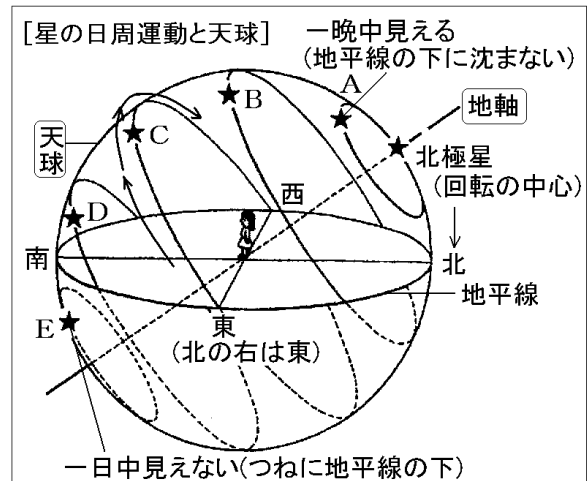 [星の日周運動と天球]
一晩中見える
(地平線の下に沈まない)
A
B
C
D
E
地軸
天球
北極星
(回転の中心)
西
南
北
地平線
東
(北の右は東)
一日中見えない(つねに地平線の下)